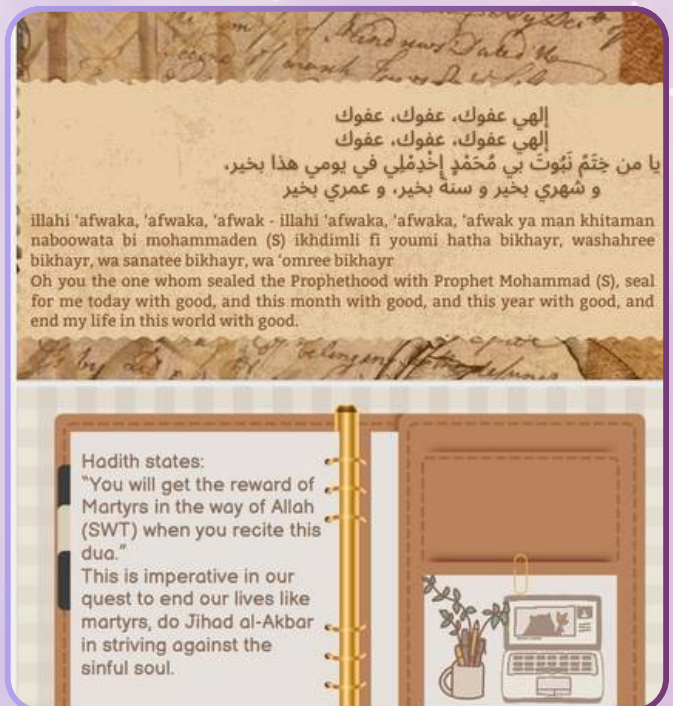 إلهي عفوك، عفوك، عفوك
إلهي عفوك، عفوك، عفوك
يا من خِتَمْ نَبُوتَ بي مُحَمَدٍ إخْدِمْلِي في يومي هذا بخير،
و شهري بخير و سنة بخير، و عمري بخير
illahi ‘afwaka, ‘afwaka, ‘afwak - illahi ‘afwaka, ‘afwaka, ‘afwak ya man khitaman
naboowata bi mohammaden (S) ikhdimli fi youmi hatha bikhayr, washahree
bikhayr, wa sanatee bikhayr, wa ‘omree bikhayr
Oh you the one whom sealed the Prophethood with Prophet Mohammad (S), seal
for me today with good, and this month with good, and this year with good, and
end my life in this world with good.
Hadith states:
“You will get the reward of
Martyrs in the way of Allah
(SWT) when you recite this
dua.”
This is imperative in our
quest to end our lives like
martyrs, do Jihad al-Akbar
in striving against the
sinful soul.